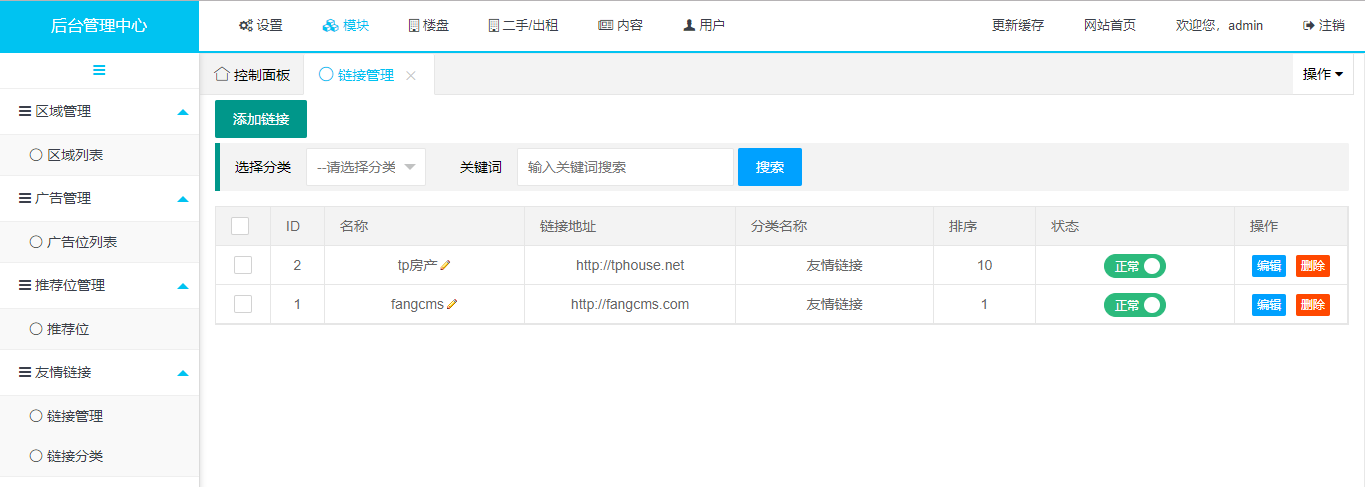 后台管理中心 设置 模块 楼盘 二手/出租 内容 用户 更新缓存 网站首页 欢迎您，admin 注销
控制面板 链接管理 操作
区域管理
区域列表
广告管理
广告位列表
推荐位管理
推荐位
友情链接
链接管理
链接分类
添加链接
选择分类 --请选择分类 关键词 输入关键词搜索 搜索
ID 名称 链接地址 分类名称 排序 状态 操作
2 tp房产 http://tphouse.net 友情链接 10 正常 编辑 删除
1 fangcms http://fangcms.com 友情链接 1 正常 编辑 删除